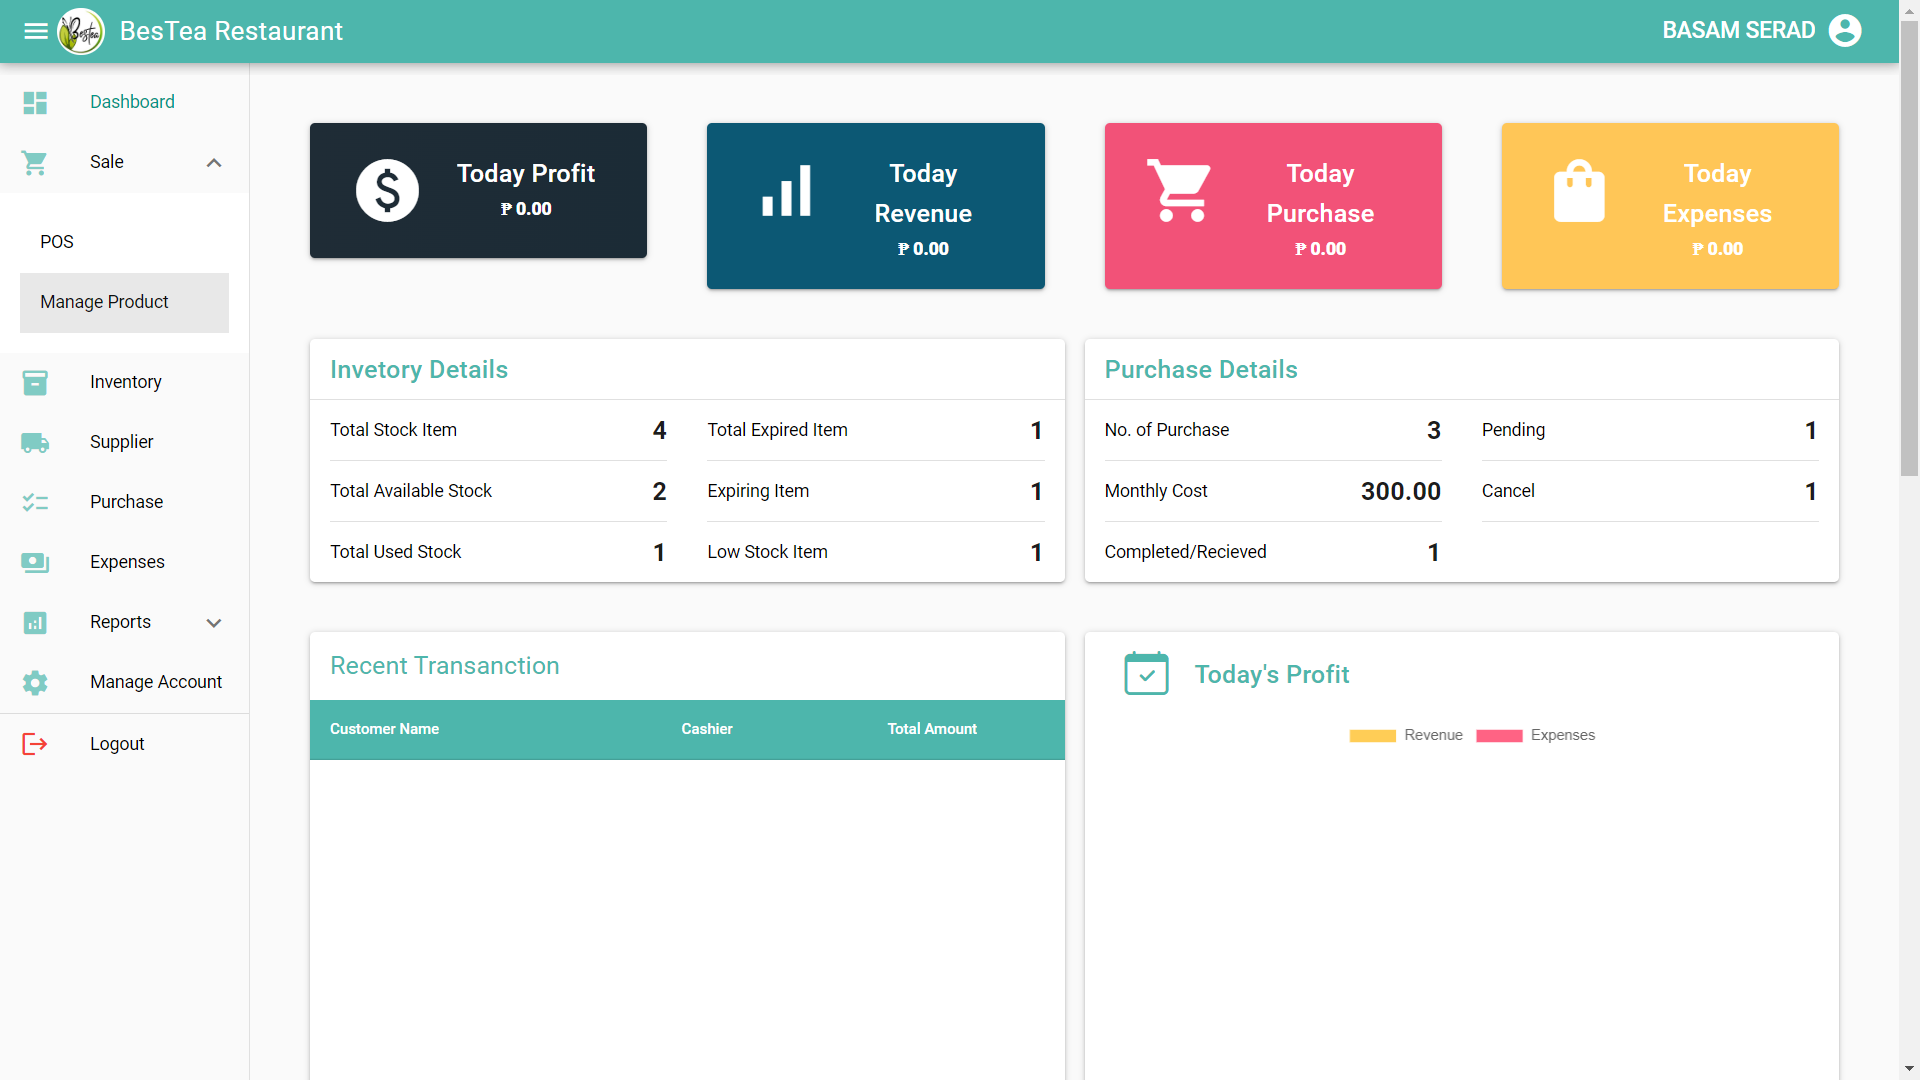 BesTea
BesTea Restaurant
BASAM SERAD
Dashboard
Sale
POS
Manage Product
Inventory
Supplier
Purchase
Expenses
Reports
Manage Account
Logout
Today Profit
₱ 0.00
Today
Revenue
₱ 0.00
Today
Purchase
₱ 0.00
Today
Expenses
₱ 0.00
Invetory Details
Total Stock Item 4 Total Expired Item 1
Total Available Stock 2 Expiring Item 1
Total Used Stock 1 Low Stock Item 1
Purchase Details
No. of Purchase 3 Pending 1
Monthly Cost 300.00 Cancel 1
Completed/Recieved 1
Recent Transanction
Customer Name Cashier Total Amount
Today's Profit
Revenue Expenses